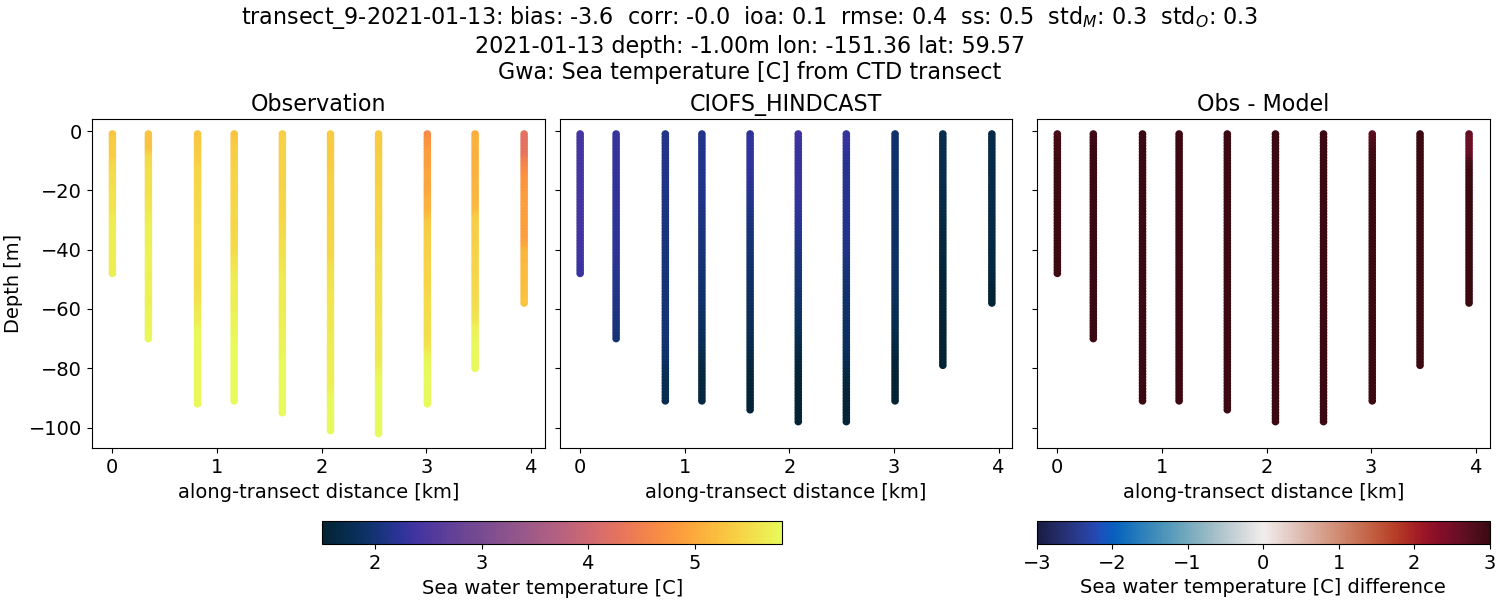 transect_9-2021-01-13: bias: -3.6  corr: -0.0  ioa: 0.1  rmse: 0.4  ss: 0.5  std_M: 0.3  std_O: 0.3
2021-01-13 depth: -1.00m lon: -151.36 lat: 59.57
Gwa: Sea temperature [C] from CTD transect
Observation
CIOFS_HINDCAST
Obs - Model
Depth [m]
0
−20
−40
−60
−80
−100
0 1 2 3 4
0 1 2 3 4
0 1 2 3 4
along-transect distance [km]
along-transect distance [km]
along-transect distance [km]
2 3 4 5
Sea water temperature [C]
−3 −2 −1 0 1 2 3
Sea water temperature [C] difference